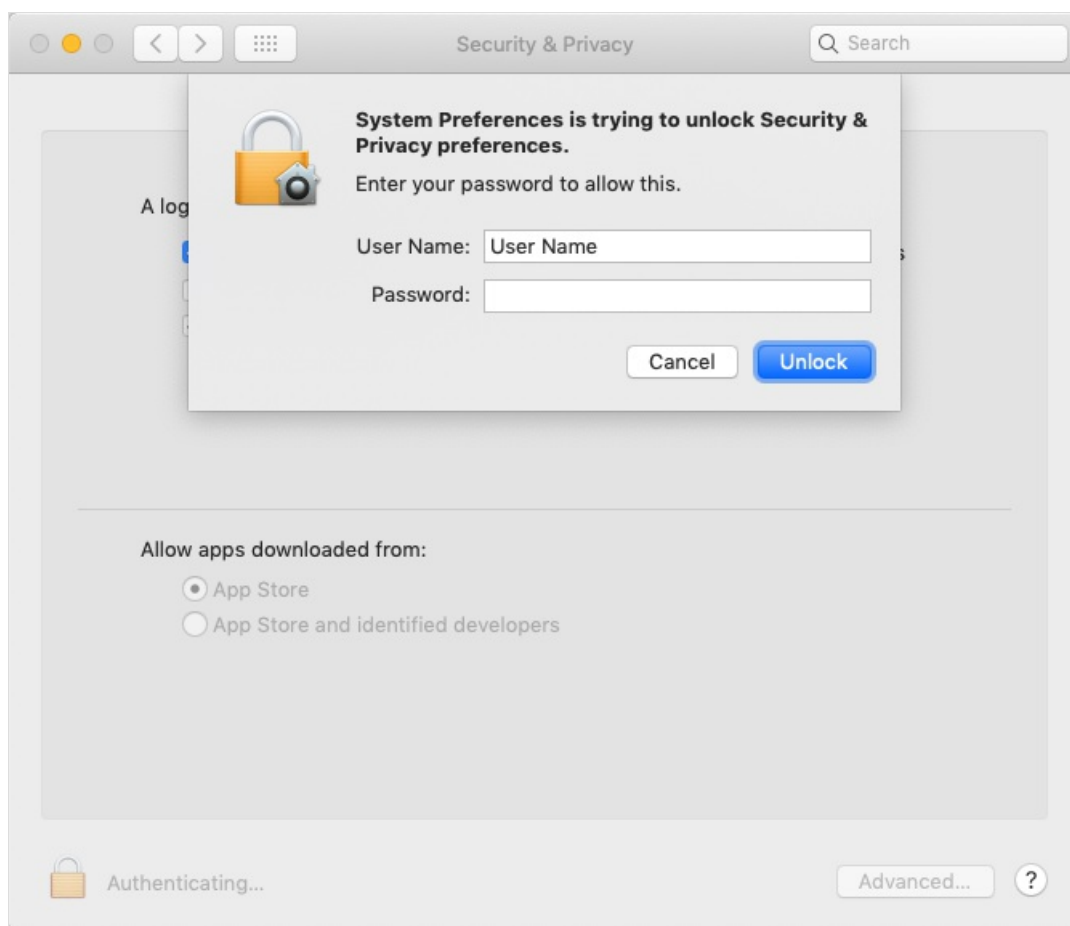 Security & Privacy
Search
System Preferences is trying to unlock Security &
Privacy preferences.
Enter your password to allow this.
A log
User Name: User Name
s
Password:
Cancel
Unlock
Allow apps downloaded from:
App Store
App Store and identified developers
Authenticating...
Advanced...
?